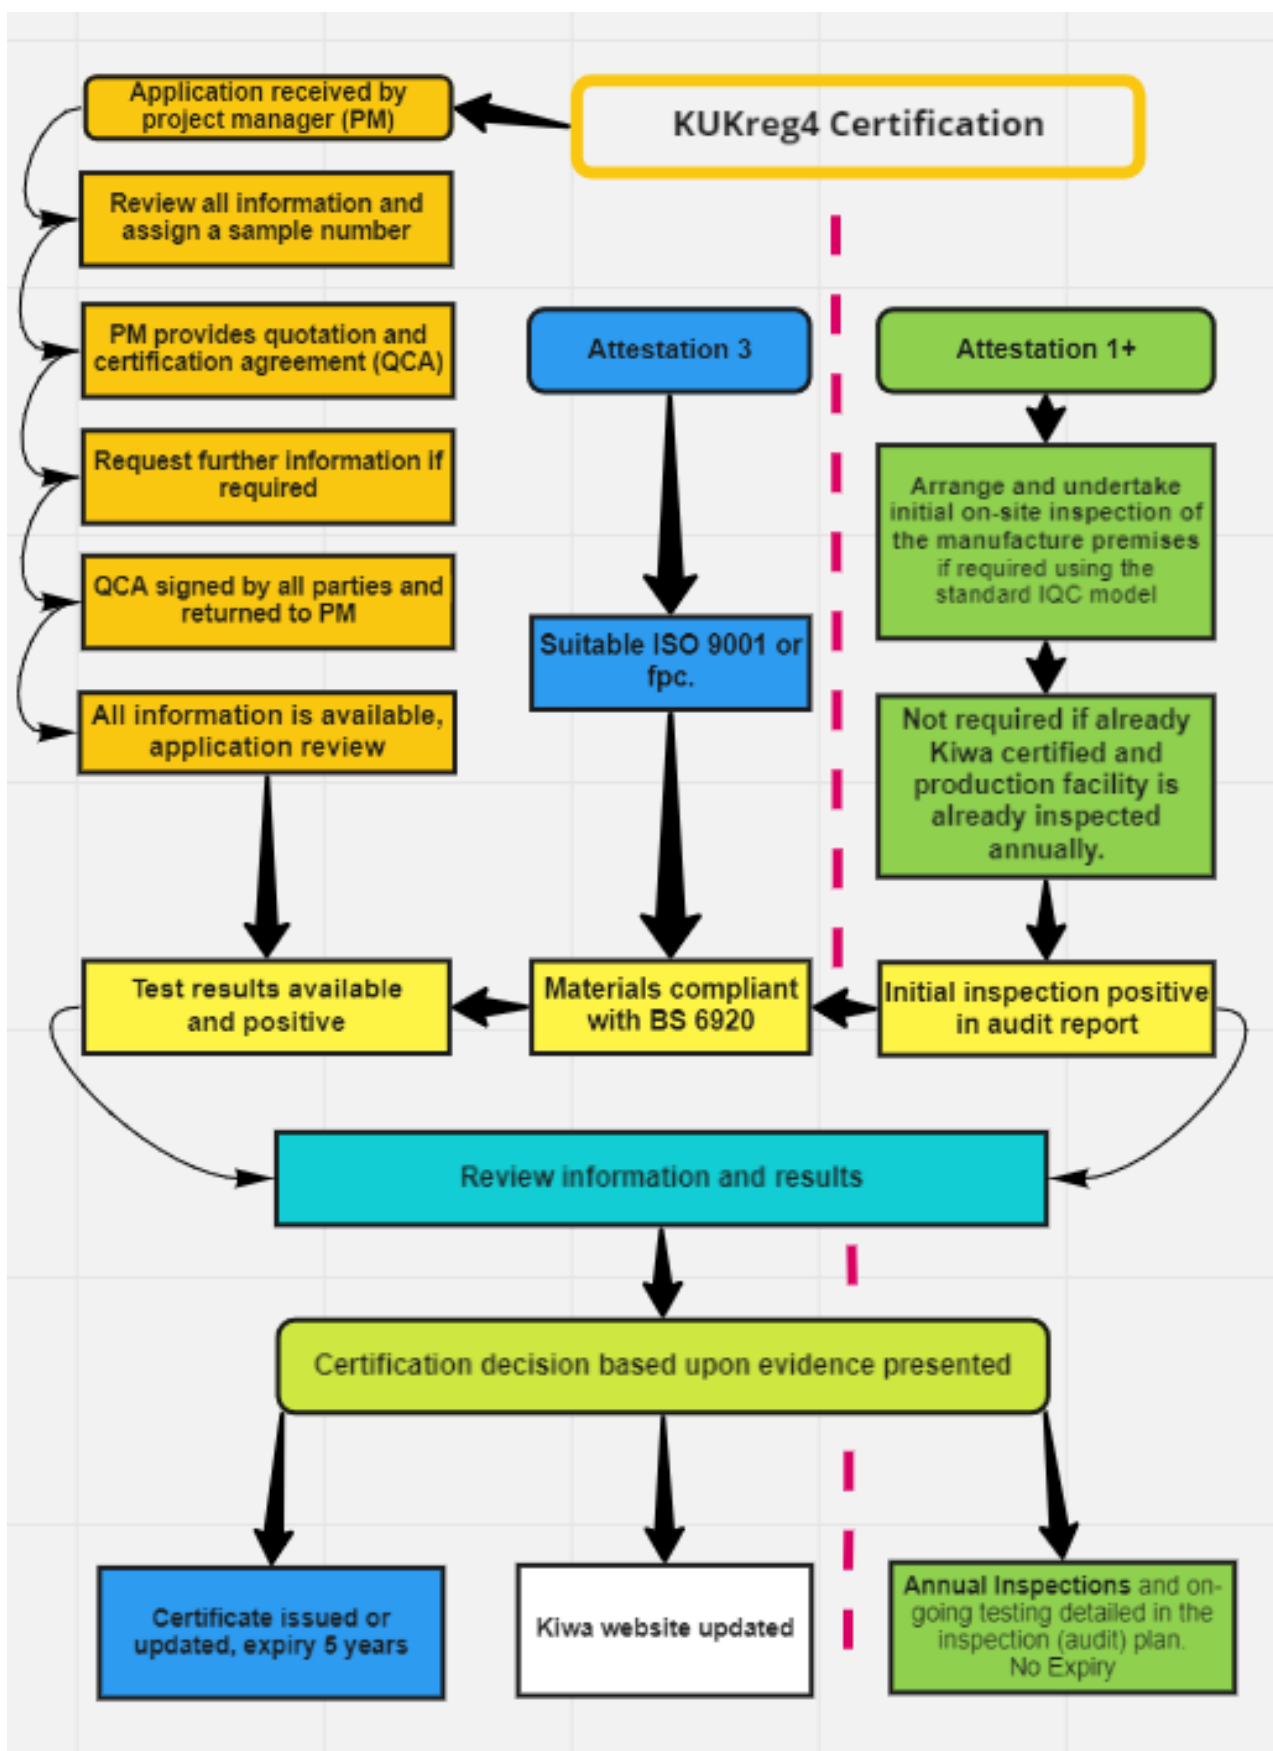 KUKreg4 Certification
Application received by
project manager (PM)
Review all information and
assign a sample number
PM provides quotation and
certification agreement (QCA)
Request further information if
required
QCA signed by all parties and
returned to PM
All information is available,
application review
Attestation 3
Suitable ISO 9001 or
fpc.
Attestation 1+
Arrange and undertake
initial on-site inspection of
the manufacture premises
if required using the
standard IQC model
Not required if already
Kiwa certified and
production facility is
already inspected
annually.
Test results available
and positive
Materials compliant
with BS 6920
Initial inspection positive
in audit report
Review information and results
Certification decision based upon evidence presented
Certificate issued or
updated, expiry 5 years
Kiwa website updated
Annual Inspections and on-
going testing detailed in the
inspection (audit) plan.
No Expiry